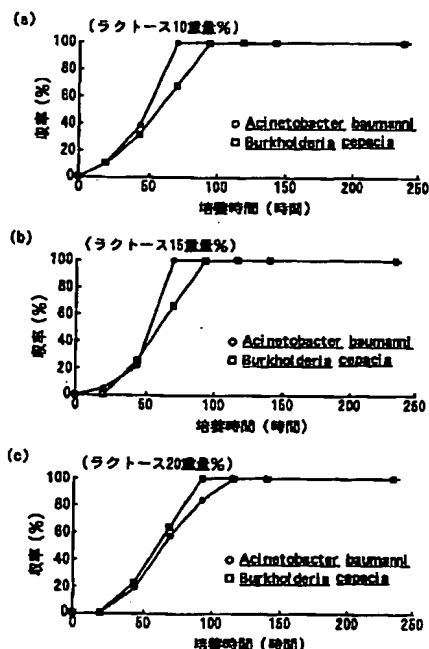 (a)
(ラクトース10重量%)
収率(%)
100
80
60
40
20
0
0 50 100 150 200 250
培養時間(時間)
Acinetobacter baumanni
Burkholderia cepacia
(b)
(ラクトース15重量%)
収率(%)
100
80
60
40
20
0
0 50 100 150 200 250
培養時間(時間)
Acinetobacter baumanni
Burkholderia cepacia
(c)
(ラクトース20重量%)
収率(%)
100
80
60
40
20
0
0 50 100 150 200 250
培養時間(時間)
Acinetobacter baumanni
Burkholderia cepacia